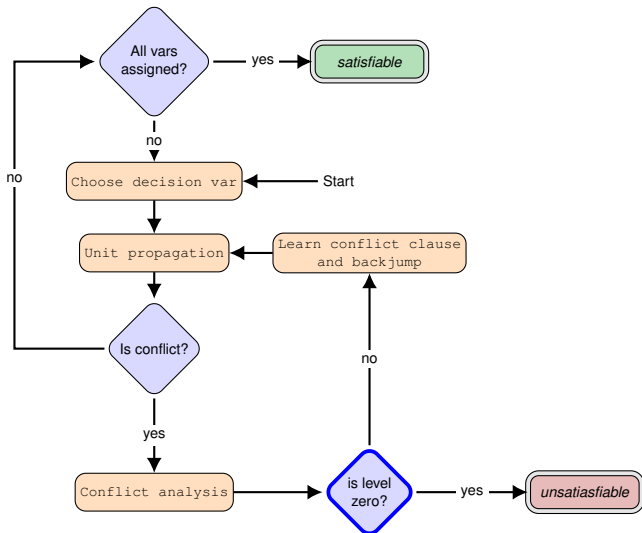 All vars
assigned?
yes
satisfiable
no
Choose decision var
Start
no
Unit propagation
Learn conflict clause
and backjump
Is conflict?
no
yes
Conflict analysis
is level
zero?
yes
unsatiasfiable